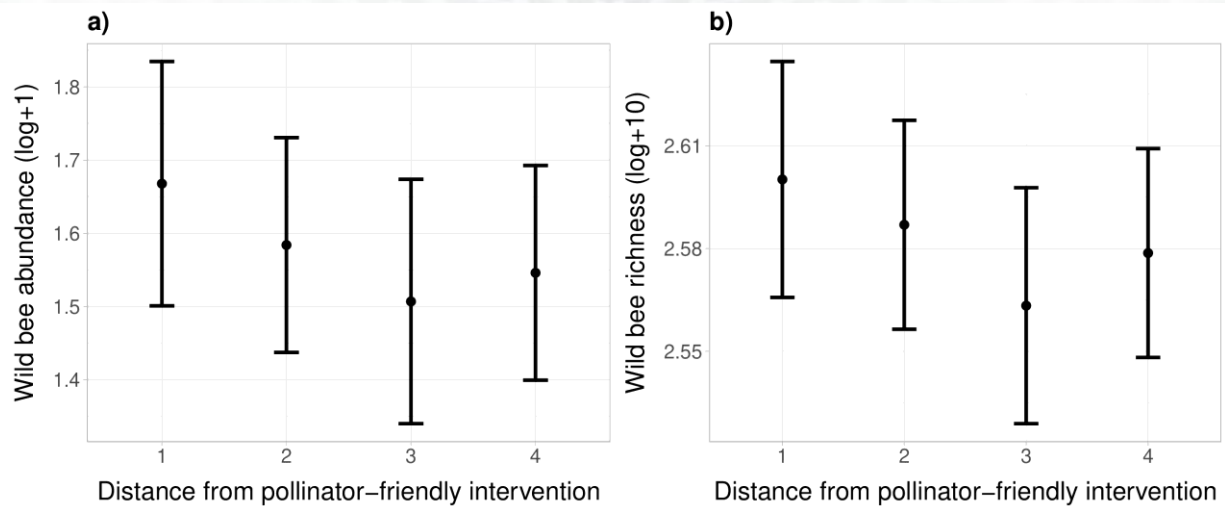 a)
Wild bee abundance (log+1)
1.8
1.7
1.6
1.5
1.4
1 2 3 4
Distance from pollinator−friendly intervention
b)
Wild bee richness (log+10)
2.61
2.58
2.55
1 2 3 4
Distance from pollinator−friendly intervention